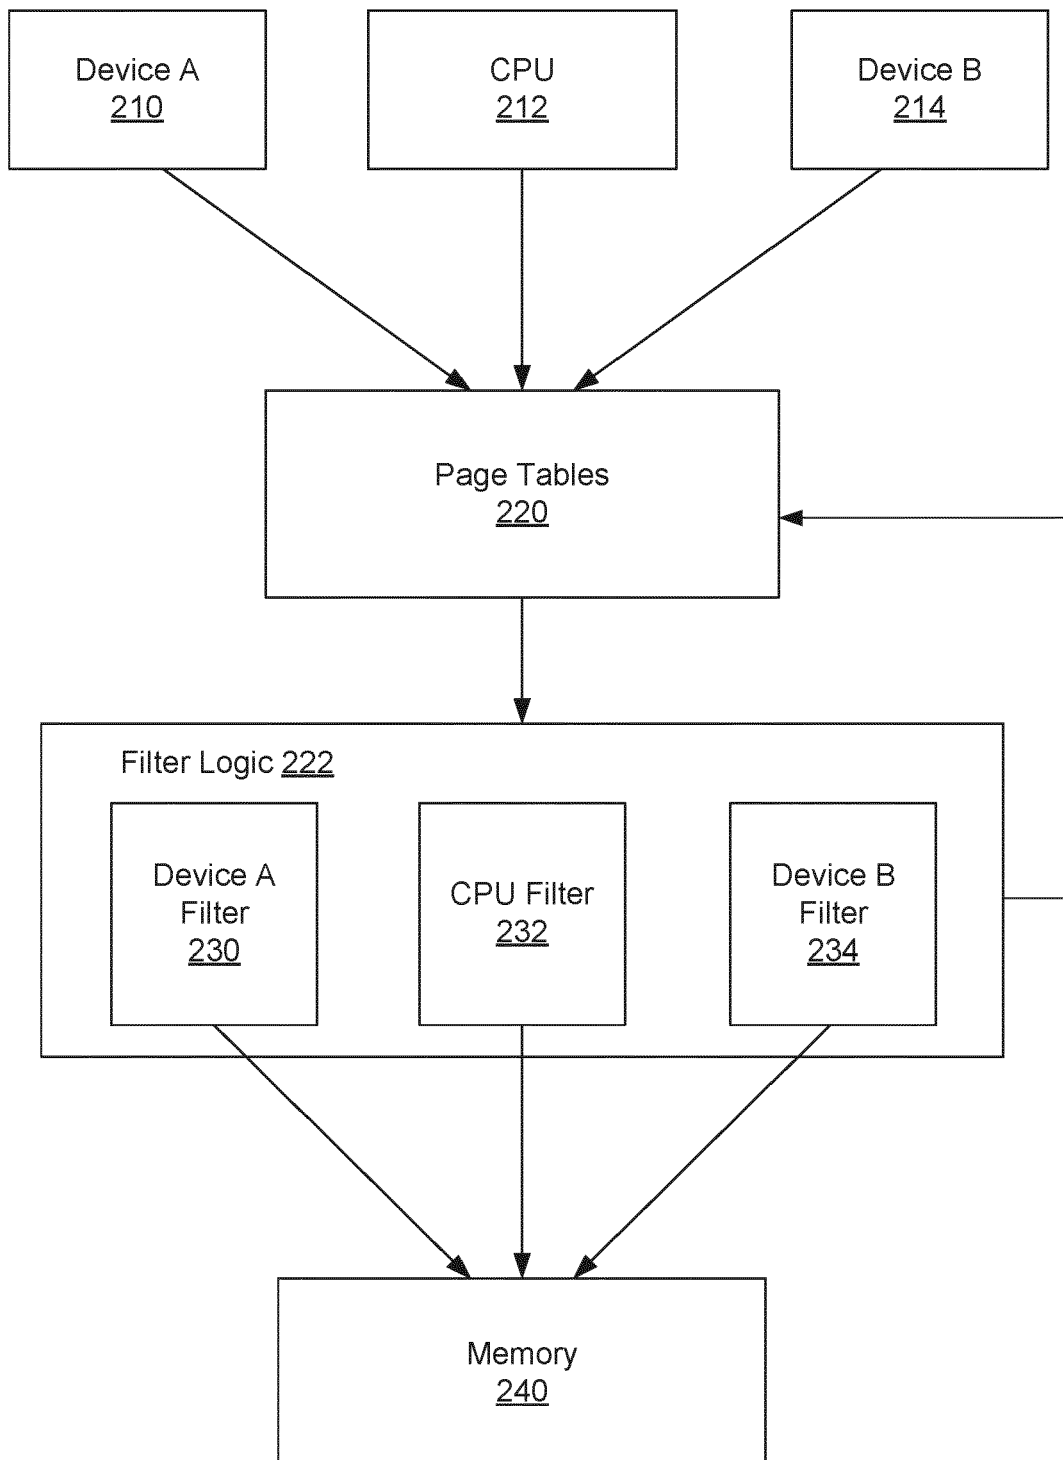 Device A
210
CPU
212
Device B
214
Page Tables
220
Filter Logic 222
Device A
Filter
230
CPU Filter
232
Device B
Filter
234
Memory
240